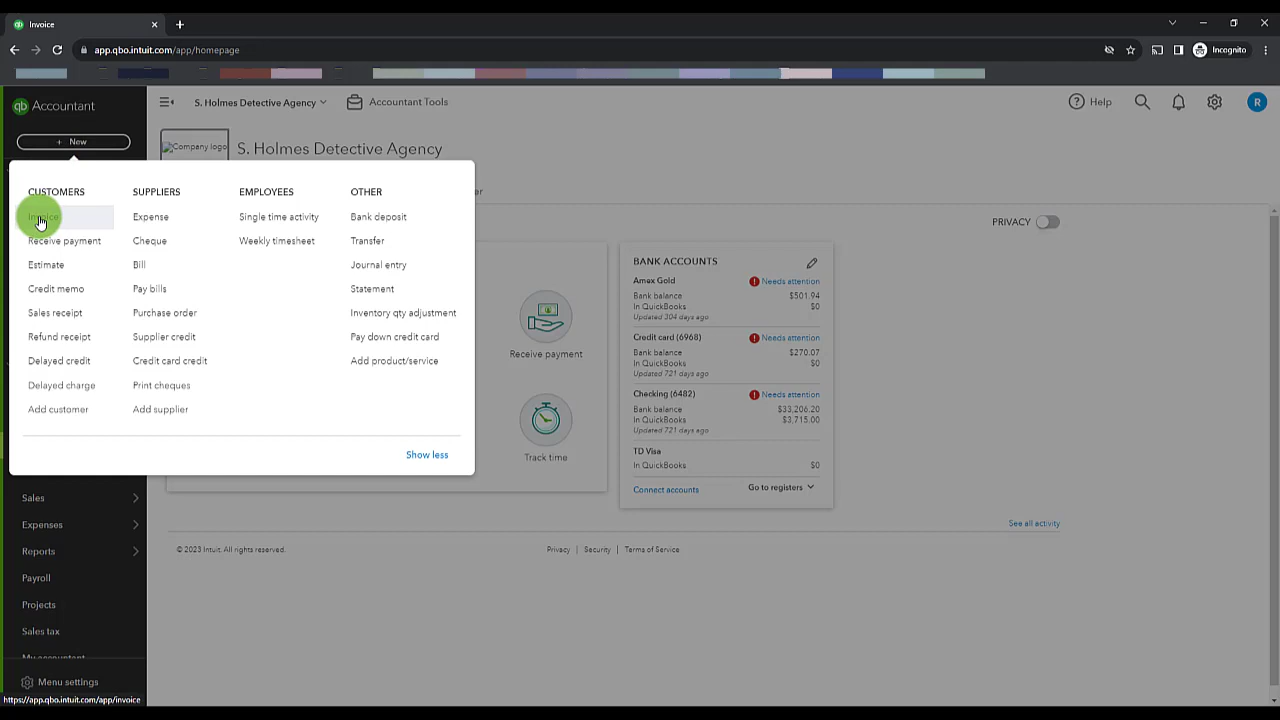 Invoice
app.qbo.intuit.com/app/homepage
Incognito
qb Accountant
S. Holmes Detective Agency
Accountant Tools
Help
R
+ New
Company logo
S. Holmes Detective Agency
PRIVACY
CUSTOMERS
Invoice
Receive payment
Estimate
Credit memo
Sales receipt
Refund receipt
Delayed credit
Delayed charge
Add customer
SUPPLIERS
Expense
Cheque
Bill
Pay bills
Purchase order
Supplier credit
Credit card credit
Print cheques
Add supplier
EMPLOYEES
Single time activity
Weekly timesheet
OTHER
Bank deposit
Transfer
Journal entry
Statement
Inventory qty adjustment
Pay down credit card
Add product/service
Show less
Receive payment
Track time
BANK ACCOUNTS
Amex Gold
Needs attention
Bank balance
$501.94
In QuickBooks
$0
Updated 304 days ago
Credit card (6968)
Needs attention
Bank balance
$270.07
In QuickBooks
$0
Updated 721 days ago
Checking (6482)
Needs attention
Bank balance
$33,206.20
In QuickBooks
$3,715.00
Updated 721 days ago
TD Visa
In QuickBooks
$0
Connect accounts
Go to registers
See all activity
Sales
Expenses
Reports
Payroll
Projects
Sales tax
My accountant
Menu settings
© 2023 Intuit. All rights reserved.
Privacy | Security | Terms of Service
https://app.qbo.intuit.com/app/invoice